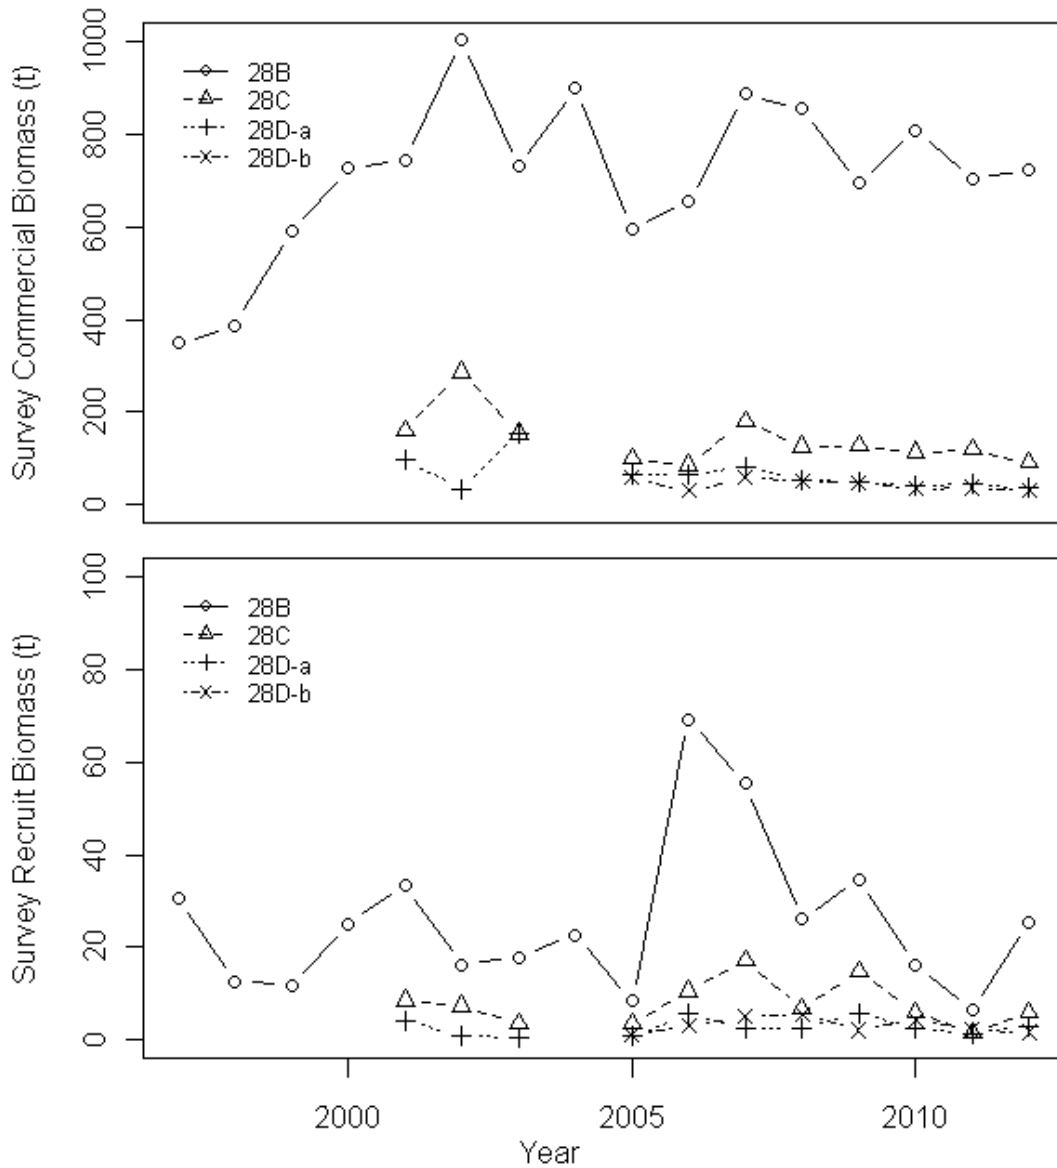 Survey Commercial Biomass (t)
1000
800
600
400
200
0
28B
28C
28D-a
28D-b
Survey Recruit Biomass (t)
100
80
60
40
20
0
28B
28C
28D-a
28D-b
2000
2005
2010
Year